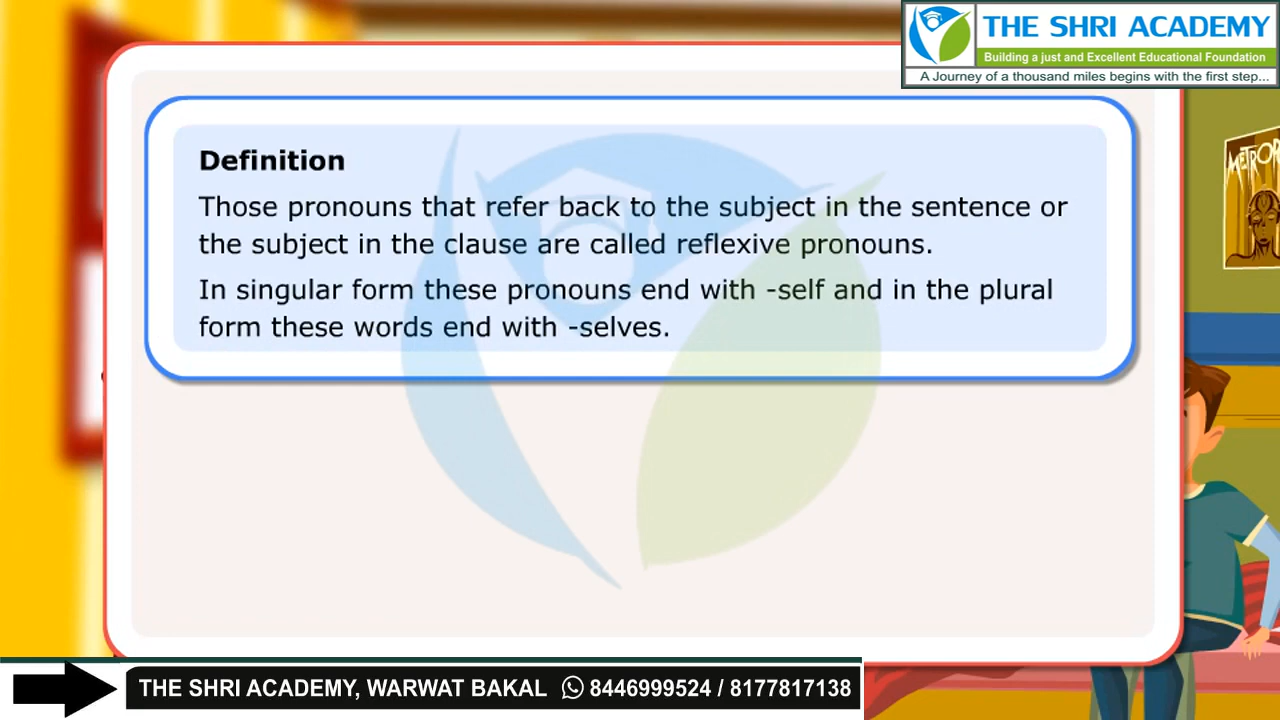 THE SHRI ACADEMY
Building a just and Excellent Educational Foundation
A Journey of a thousand miles begins with the first step...
Definition
Those pronouns that refer back to the subject in the sentence or
the subject in the clause are called reflexive pronouns.
In singular form these pronouns end with -self and in the plural
form these words end with -selves.
METROP
THE SHRI ACADEMY, WARWAT BAKAL 8446999524 / 8177817138